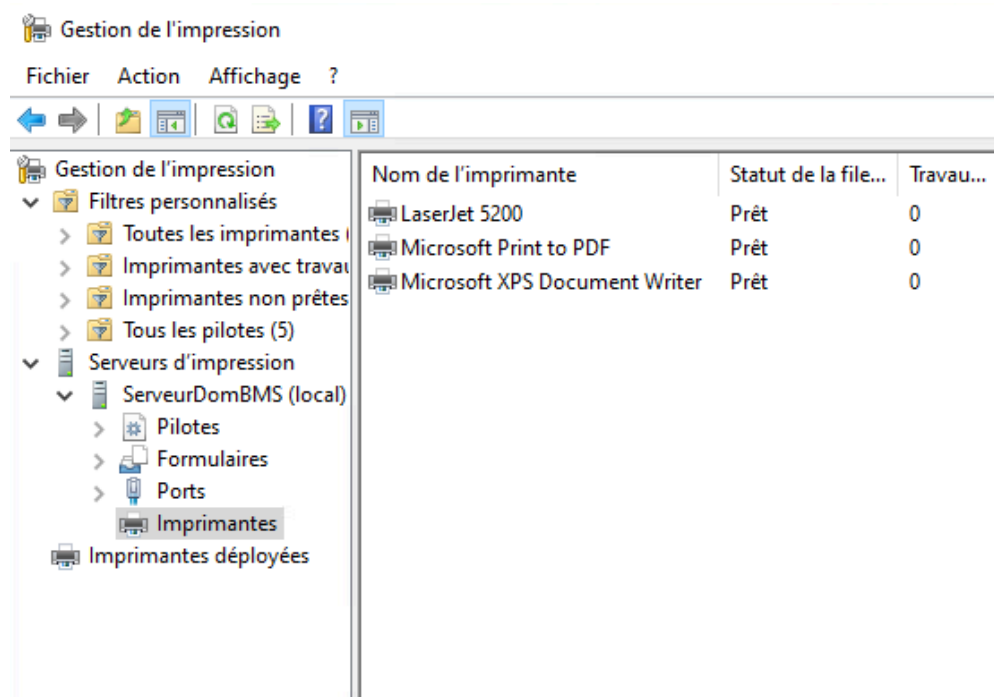 Gestion de l'impression
Fichier Action Affichage ?
Gestion de l'impression
Filtres personnalisés
Toutes les imprimantes (
Imprimantes avec travau
Imprimantes non prêtes
Tous les pilotes (5)
Serveurs d'impression
ServeurDomBMS (local)
Pilotes
Formulaires
Ports
Imprimantes
Imprimantes déployées
Nom de l'imprimante Statut de la file... Travau...
LaserJet 5200 Prêt 0
Microsoft Print to PDF Prêt 0
Microsoft XPS Document Writer Prêt 0